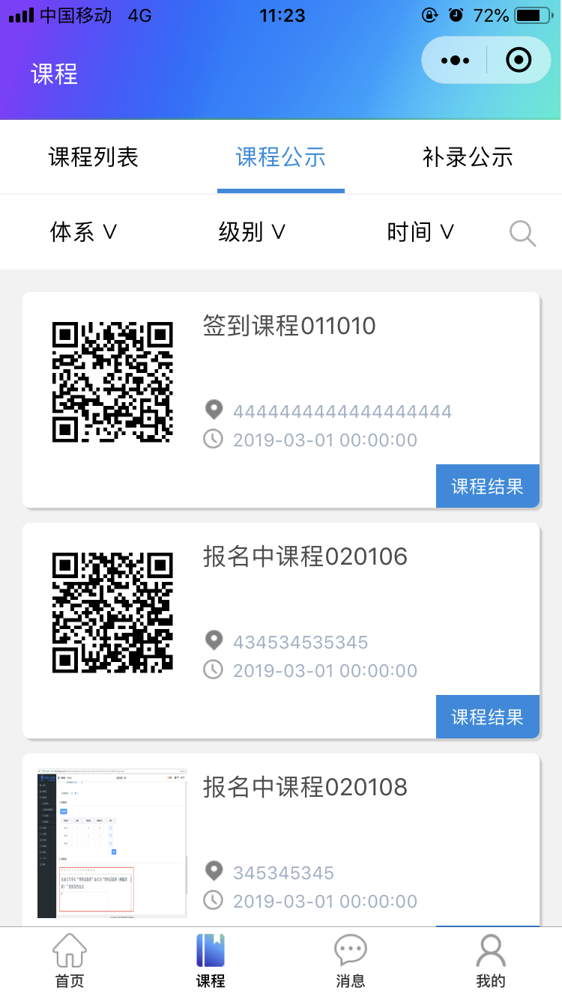 中国移动 4G 11:23 72%
课程
课程列表 课程公示 补录公示
体系 ∨ 级别 ∨ 时间 ∨
签到课程011010
4444444444444444444
2019-03-01 00:00:00
课程结果
报名中课程020106
434534535345
2019-03-01 00:00:00
课程结果
报名中课程020108
345345345
2019-03-01 00:00:00
首页 课程 消息 我的